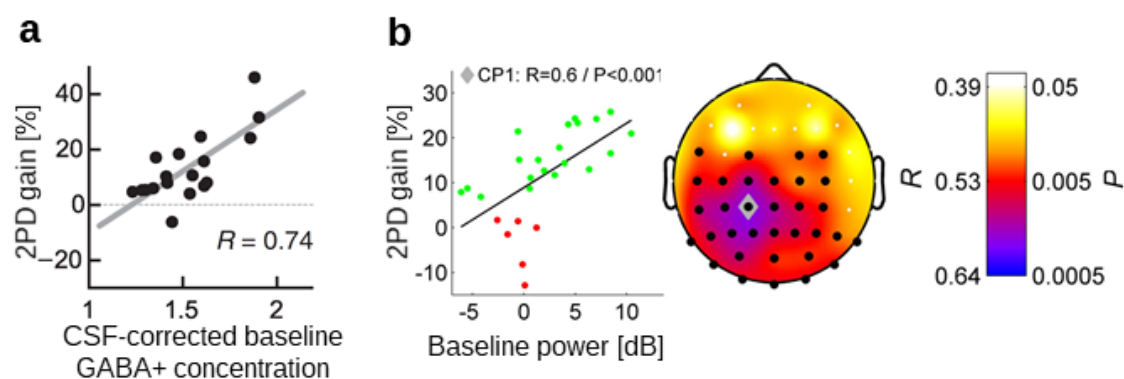 a
2PD gain [%]
40
20
0
−20
R = 0.74
1
1.5
2
CSF-corrected baseline
GABA+ concentration
b
CP1: R=0.6 / P<0.001
2PD gain [%]
30
20
10
0
-10
-5
0
5
10
Baseline power [dB]
R
0.39
0.53
0.64
0.05
0.005
0.0005
P